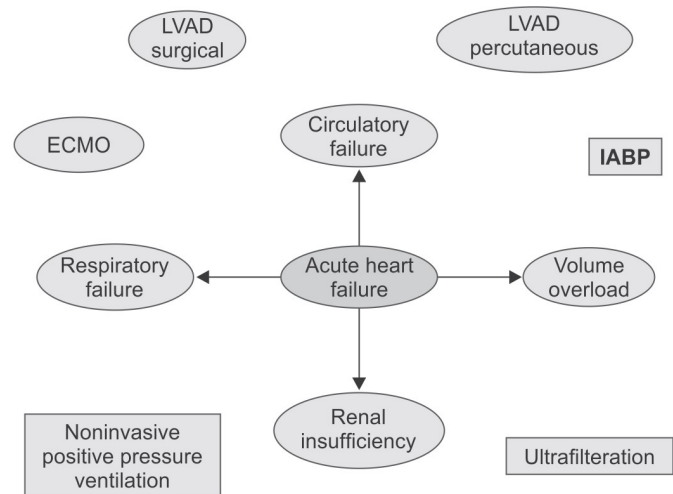 LVAD
surgical
LVAD
percutaneous
ECMO
Circulatory
failure
IABP
Respiratory
failure
Acute heart
failure
Volume
overload
Noninvasive
positive pressure
ventilation
Renal
insufficiency
Ultrafilteration